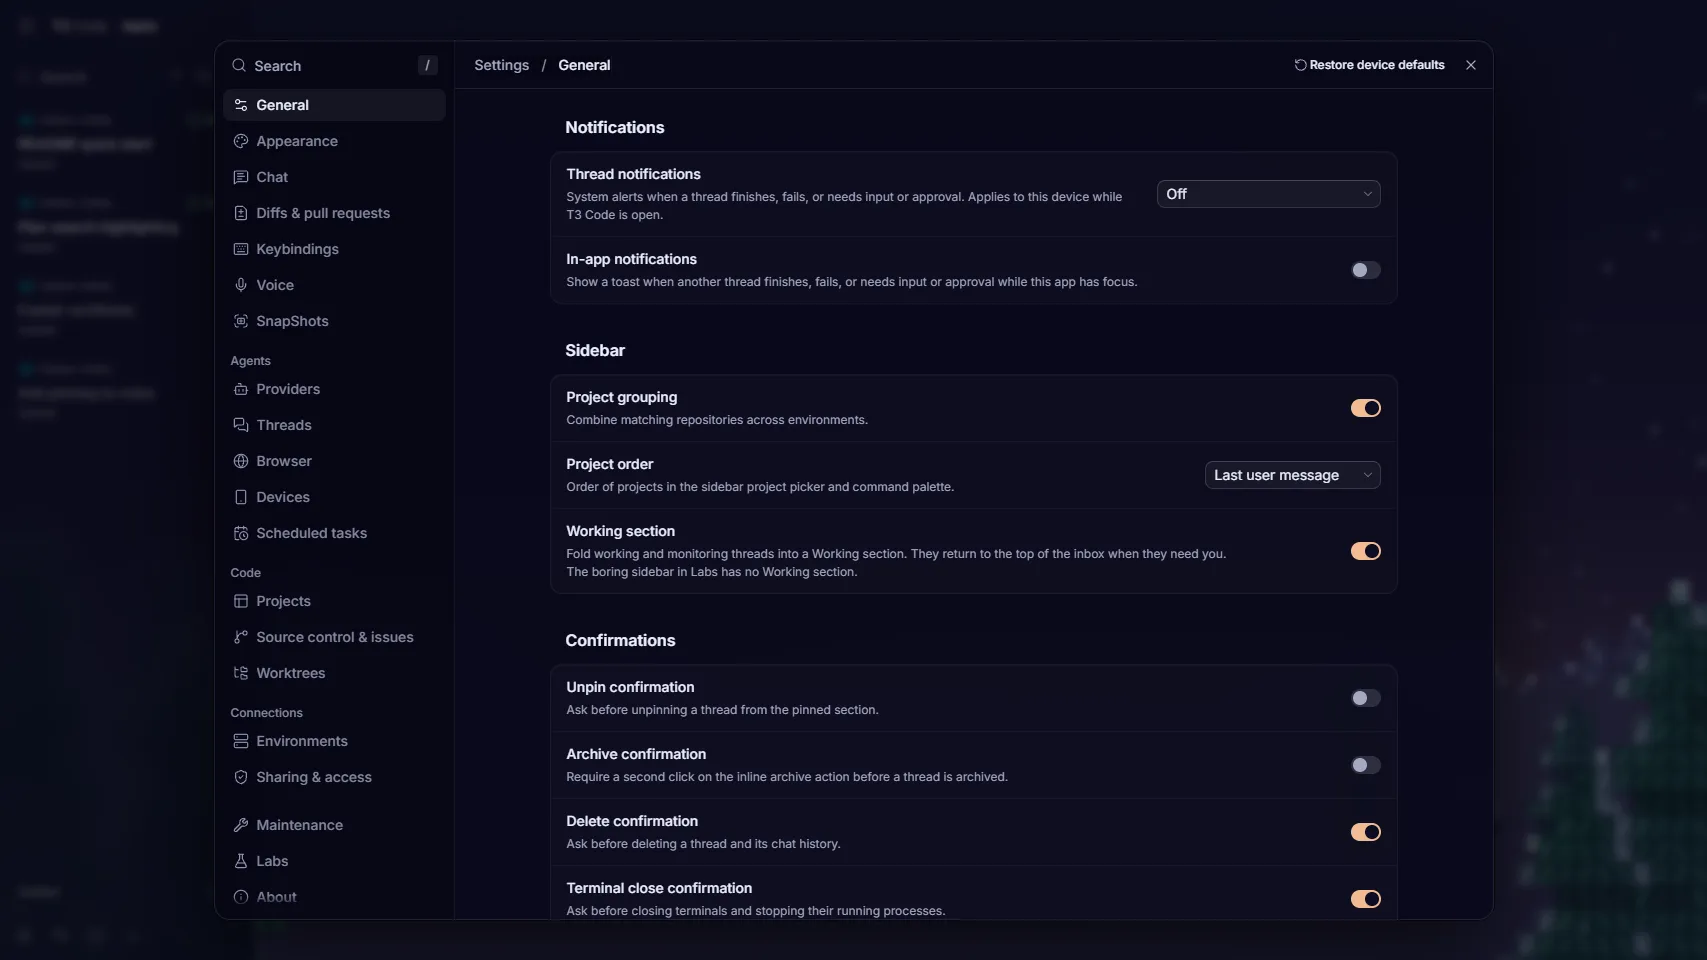 Search
/
General
Appearance
Chat
Diffs & pull requests
Keybindings
Voice
SnapShots
Agents
Providers
Threads
Browser
Devices
Scheduled tasks
Code
Projects
Source control & issues
Worktrees
Connections
Environments
Sharing & access
Maintenance
Labs
About
Settings / General
Restore device defaults
Notifications
Thread notifications
System alerts when a thread finishes, fails, or needs input or approval. Applies to this device while
T3 Code is open.
Off
In-app notifications
Show a toast when another thread finishes, fails, or needs input or approval while this app has focus.
Sidebar
Project grouping
Combine matching repositories across environments.
Project order
Order of projects in the sidebar project picker and command palette.
Last user message
Working section
Fold working and monitoring threads into a Working section. They return to the top of the inbox when they need you.
The boring sidebar in Labs has no Working section.
Confirmations
Unpin confirmation
Ask before unpinning a thread from the pinned section.
Archive confirmation
Require a second click on the inline archive action before a thread is archived.
Delete confirmation
Ask before deleting a thread and its chat history.
Terminal close confirmation
Ask before closing terminals and stopping their running processes.